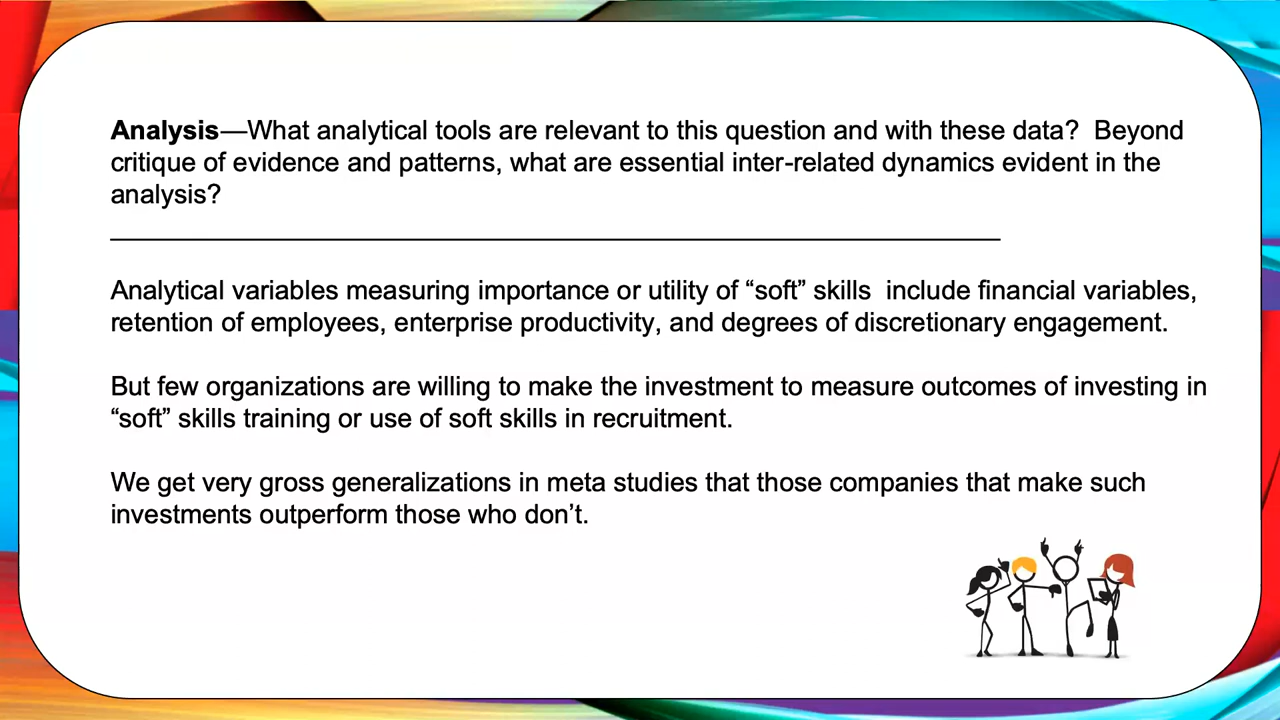 Analysis—What analytical tools are relevant to this question and with these data?  Beyond
critique of evidence and patterns, what are essential inter-related dynamics evident in the
analysis?
Analytical variables measuring importance or utility of “soft” skills  include financial variables,
retention of employees, enterprise productivity, and degrees of discretionary engagement.
But few organizations are willing to make the investment to measure outcomes of investing in
“soft” skills training or use of soft skills in recruitment.
We get very gross generalizations in meta studies that those companies that make such
investments outperform those who don’t.